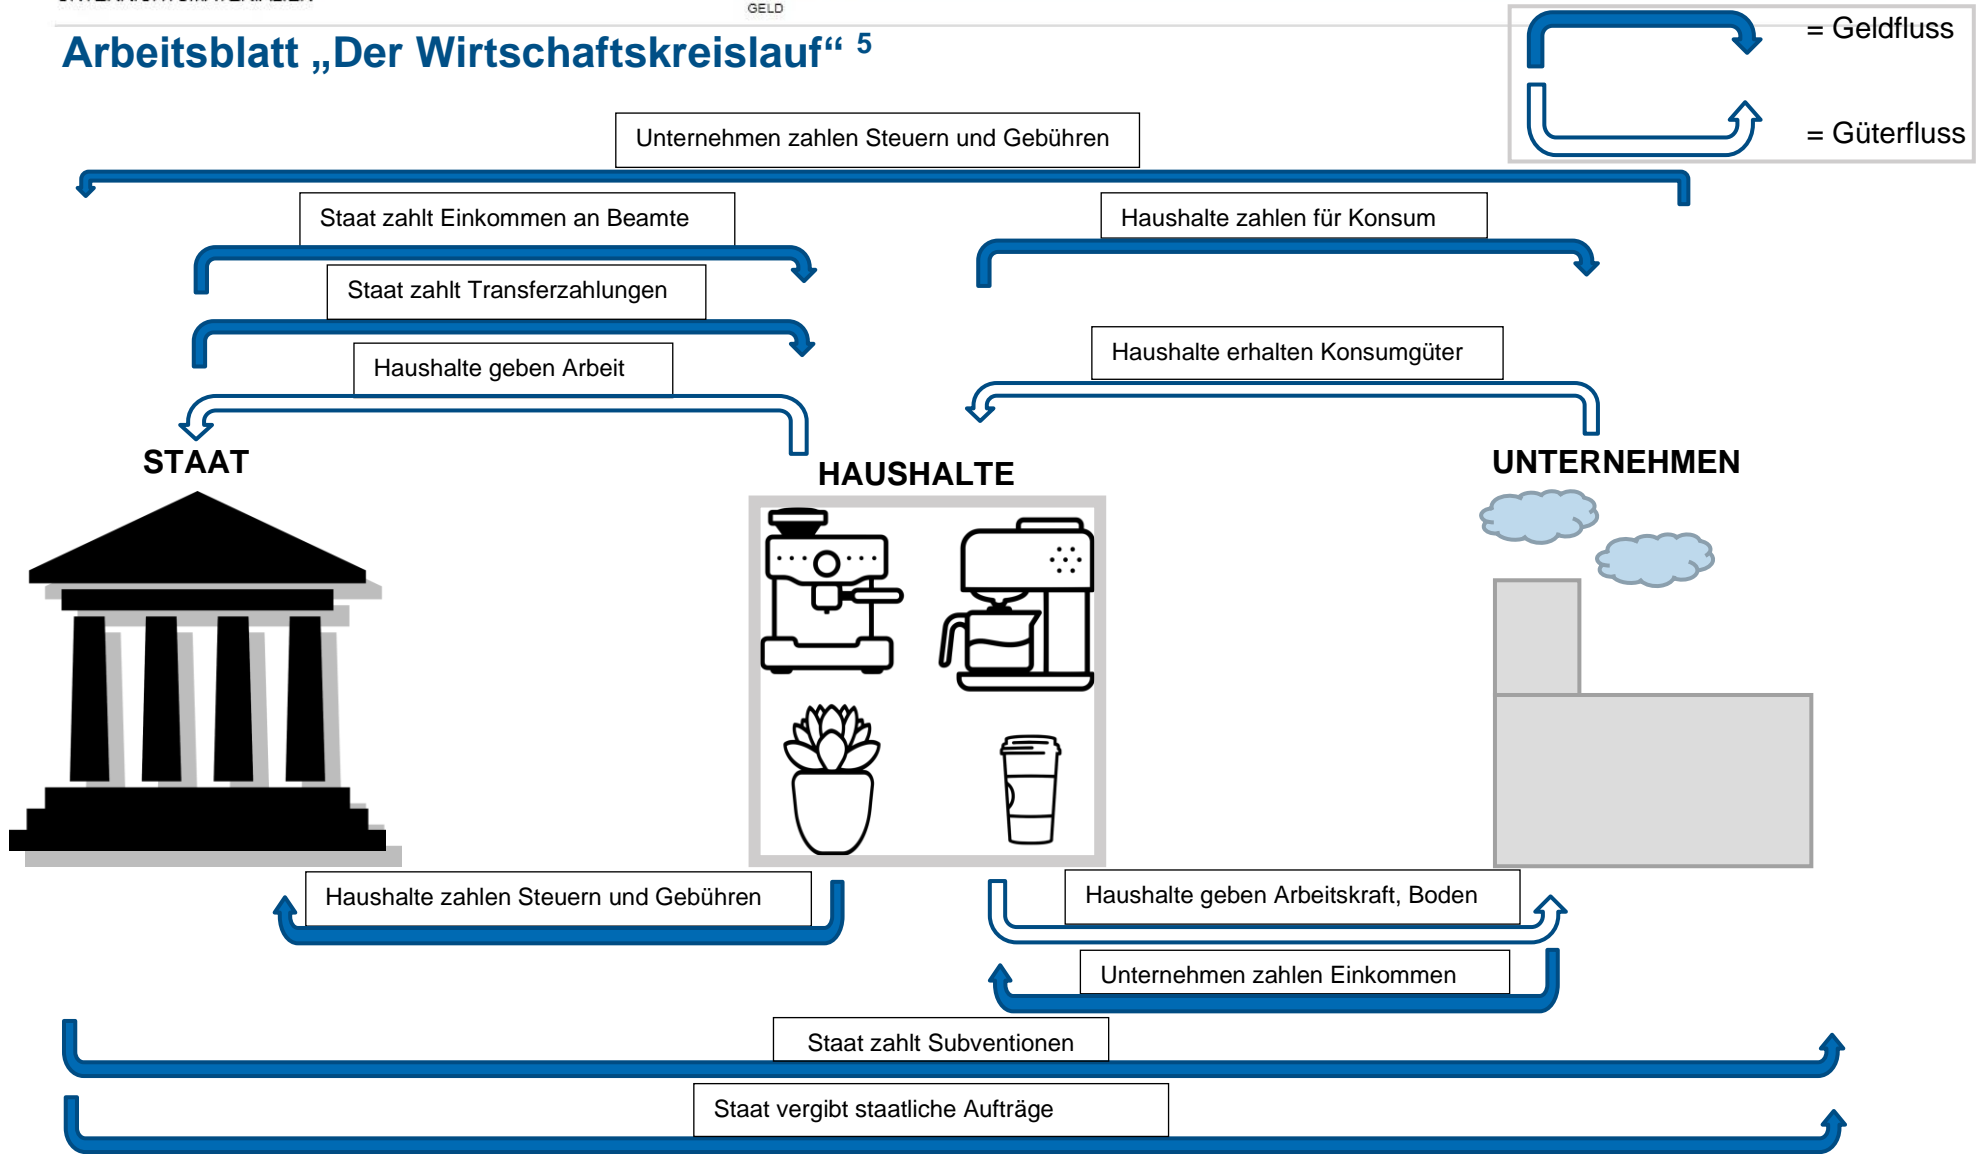 GELD
= Geldfluss
Arbeitsblatt „Der Wirtschaftskreislauf“ 5
= Güterfluss
Unternehmen zahlen Steuern und Gebühren
Staat zahlt Einkommen an Beamte
Haushalte zahlen für Konsum
Staat zahlt Transferzahlungen
Haushalte erhalten Konsumgüter
Haushalte geben Arbeit
STAAT
HAUSHALTE
UNTERNEHMEN
Haushalte zahlen Steuern und Gebühren
Haushalte geben Arbeitskraft, Boden
Unternehmen zahlen Einkommen
Staat zahlt Subventionen
Staat vergibt staatliche Aufträge